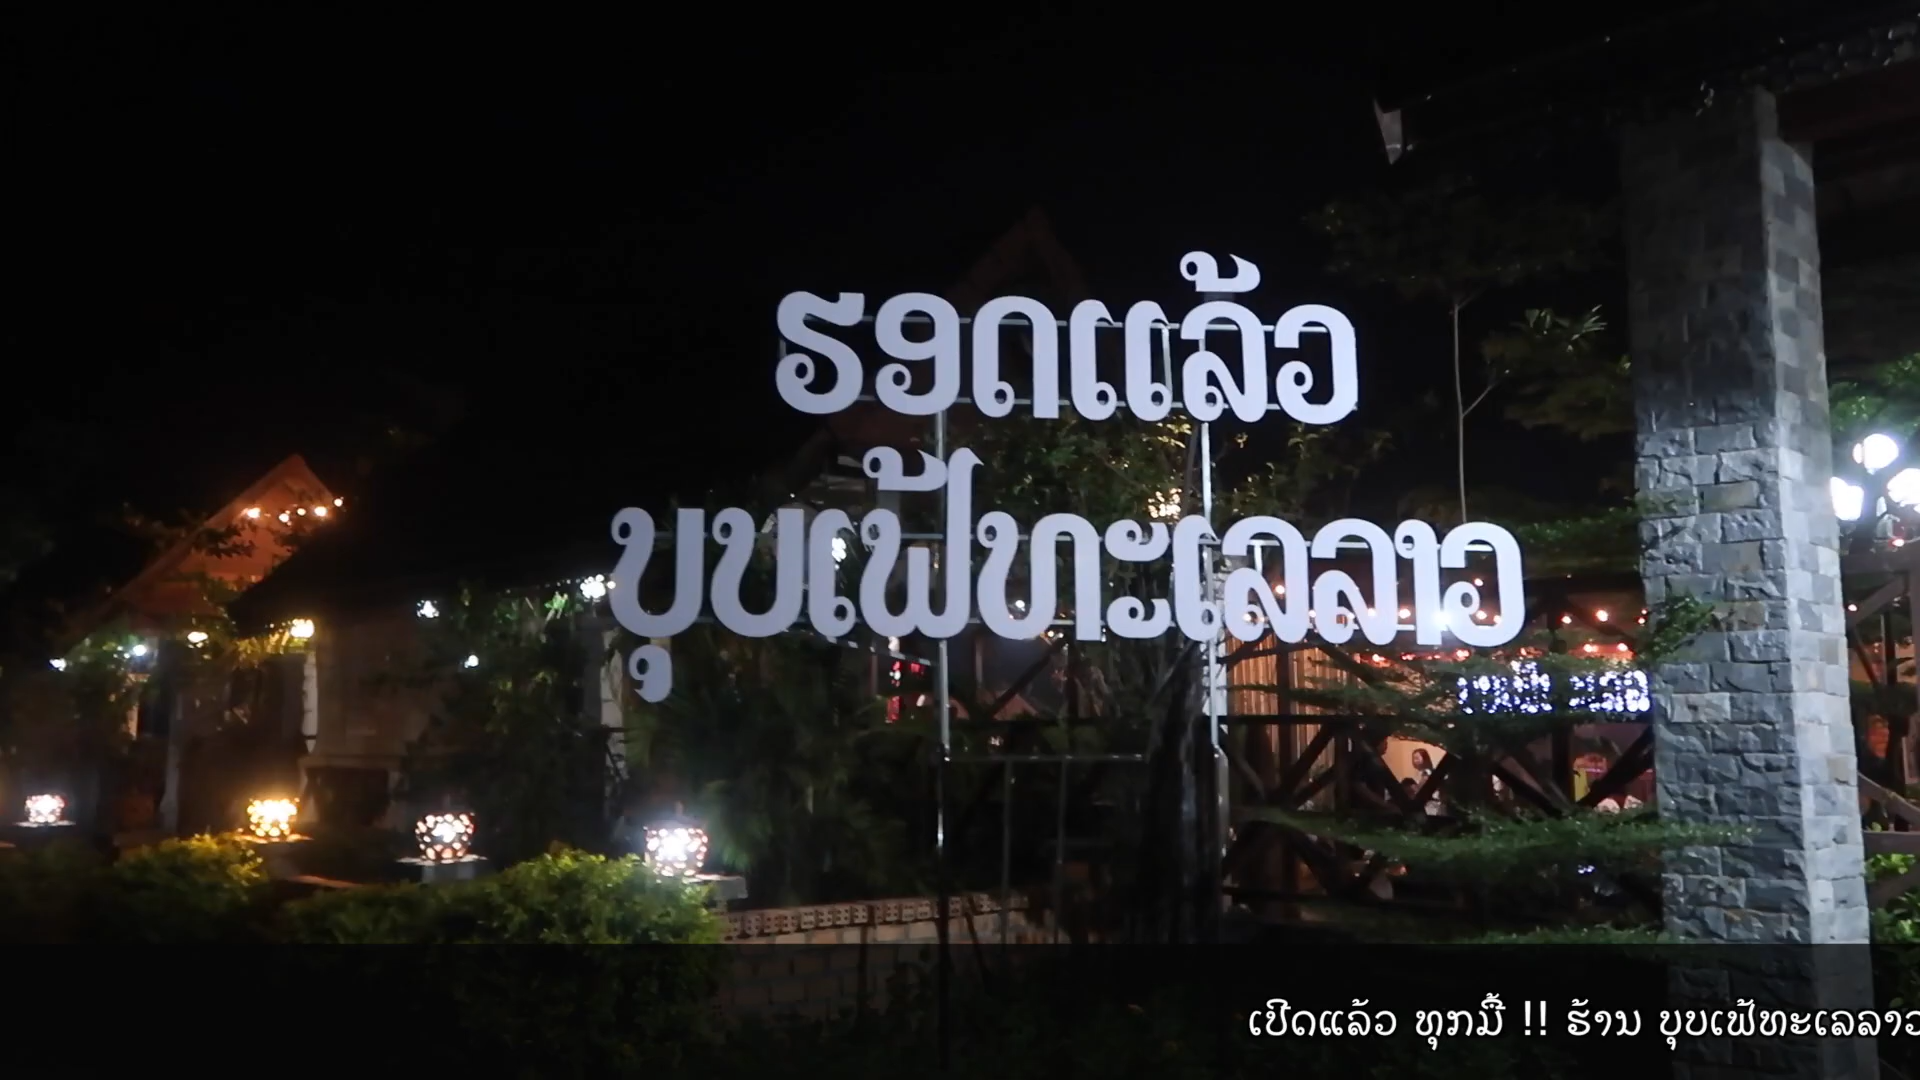 ຮອດແລ້ວ
ບຸບເຟ້ທະເລລາວ
ເປີດແລ້ວ ທຸກມື້ !! ຮ້ານ ບຸບເຟ້ທະເລລາວ